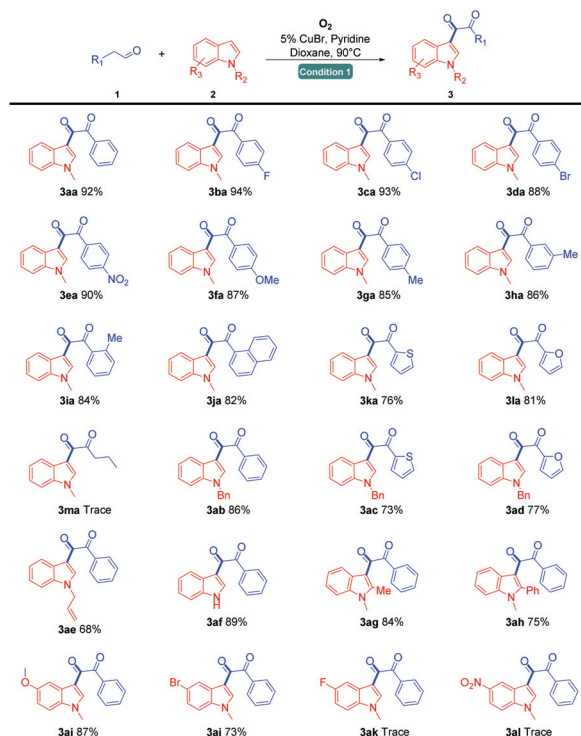 O₂
5% CuBr, Pyridine
Dioxane, 90°C
Condition 1
R₁ O + R₃ N R₂
O O R₁ R₃ N R₂
1 2 3
O O N
O O N F
O O N Cl
O O N Br
3aa 92% 3ba 94% 3ca 93% 3da 88%
O O N NO₂
O O N OMe
O O N Me
O O N Me
3ea 90% 3fa 87% 3ga 85% 3ha 86%
O O Me N
O O N
O O S N
O O O N
3ia 84% 3ja 82% 3ka 76% 3la 81%
O O N
O O N Bn
O O S N Bn
O O O N Bn
3ma Trace 3ab 86% 3ac 73% 3ad 77%
O O N
O O N H
O O Me N
O O Ph N
3ae 68% 3af 89% 3ag 84% 3ah 75%
O O O N
O O Br N
O O F N
O O NO₂ N
3ai 87% 3aj 73% 3ak Trace 3al Trace